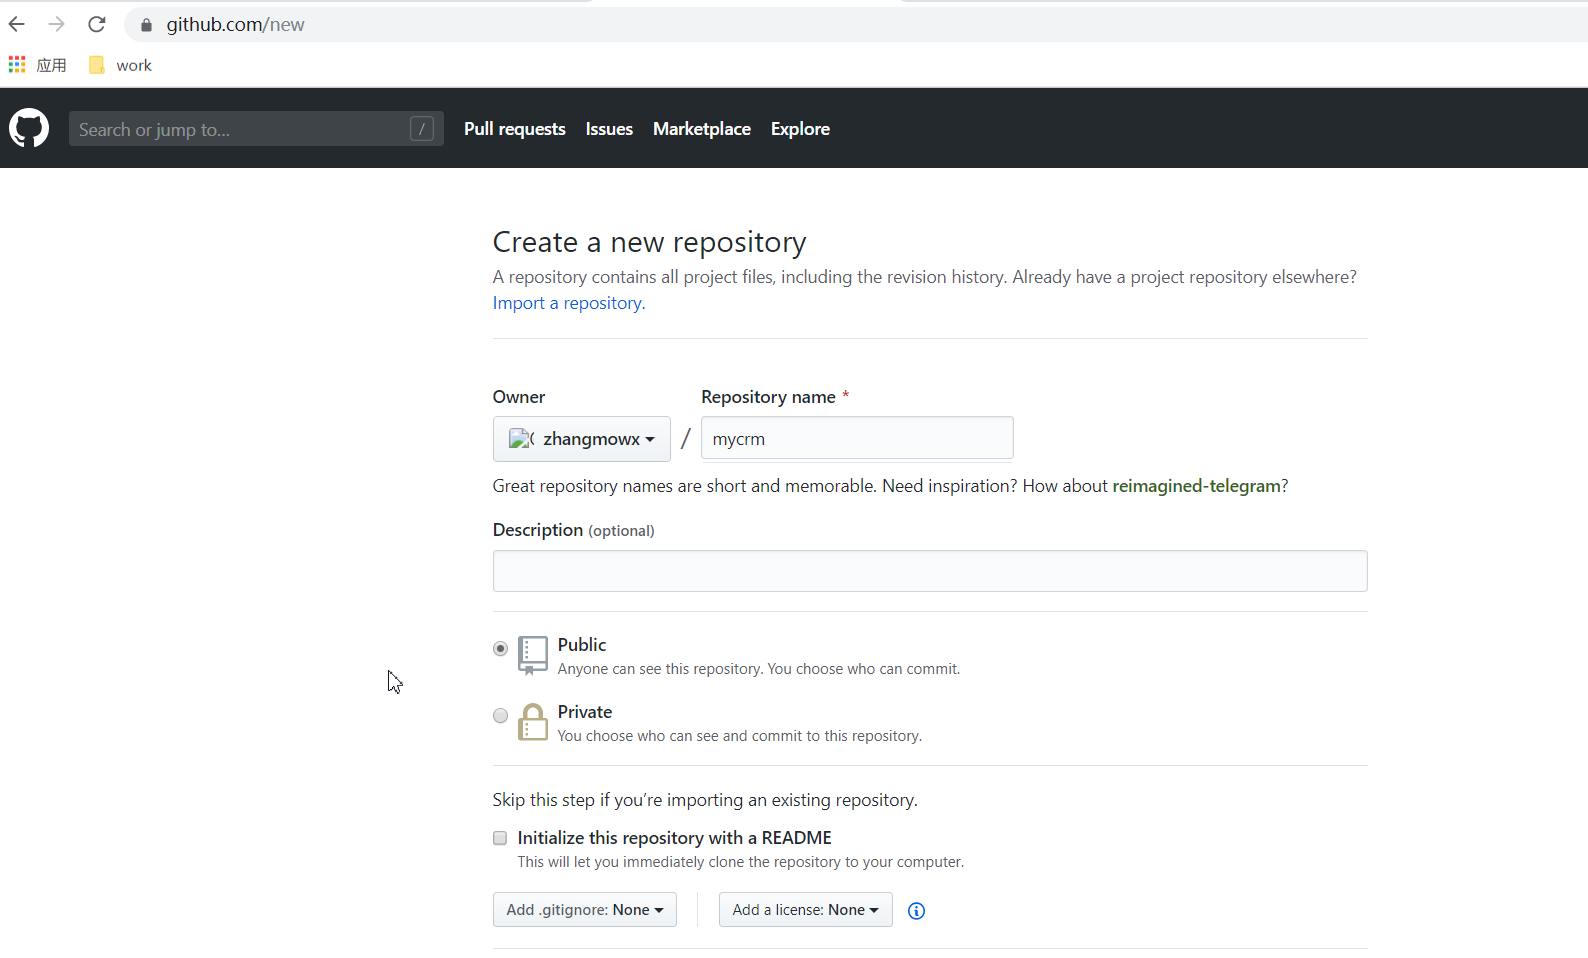 github.com/new
应用 work
Search or jump to... / Pull requests Issues Marketplace Explore
Create a new repository
A repository contains all project files, including the revision history. Already have a project repository elsewhere?
Import a repository.
Owner Repository name *
zhangmowx / mycrm
Great repository names are short and memorable. Need inspiration? How about reimagined-telegram?
Description (optional)
Public
Anyone can see this repository. You choose who can commit.
Private
You choose who can see and commit to this repository.
Skip this step if you’re importing an existing repository.
Initialize this repository with a README
This will let you immediately clone the repository to your computer.
Add .gitignore: None Add a license: None